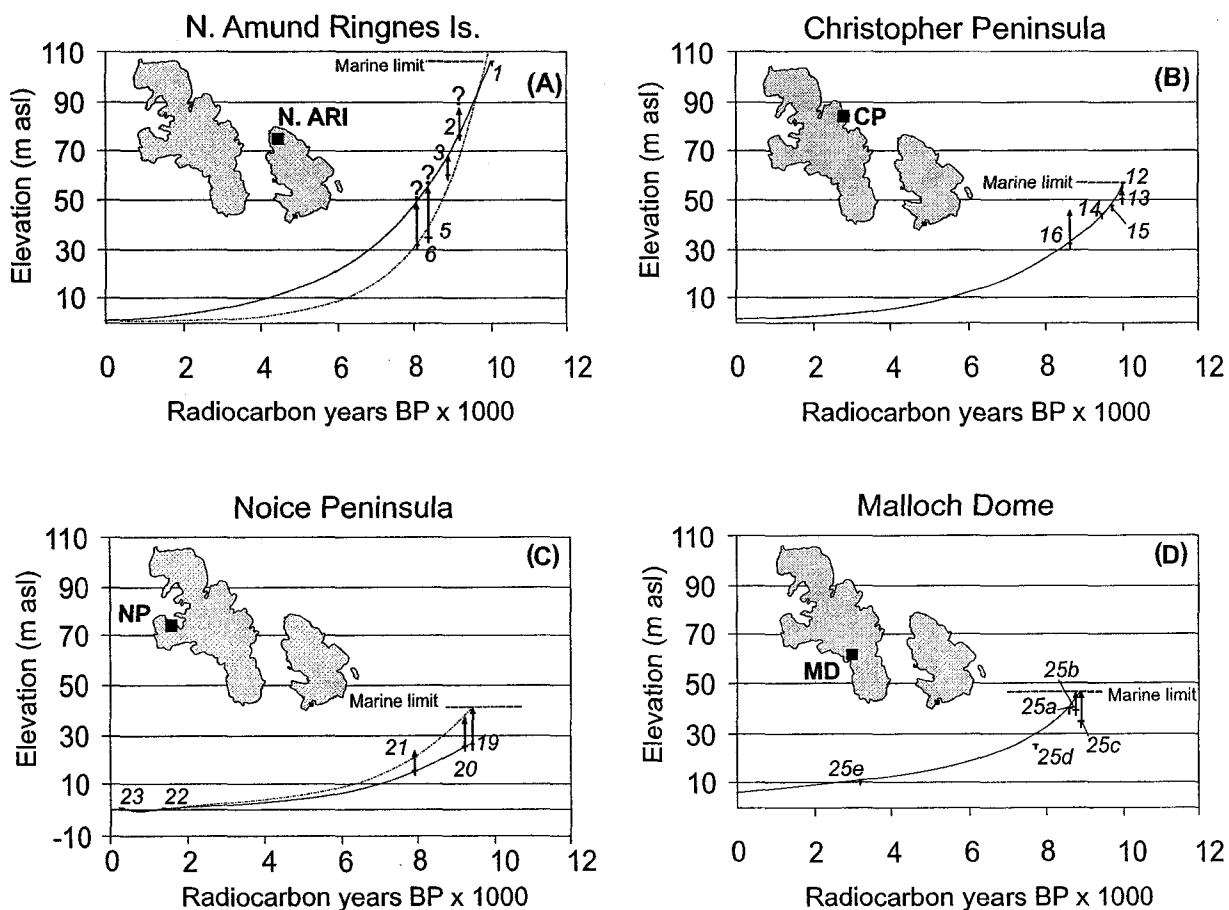 N. Amund Ringnes Is.
110
90
70
50
30
10
Elevation (m asl)
Marine limit
1
(A)
N. ARI
?
2
3
?
?
5
6
0 2 4 6 8 10 12
Radiocarbon years BP x 1000
Christopher Peninsula
110
90
70
50
30
10
Elevation (m asl)
(B)
CP
Marine limit
12
13
14
15
16
0 2 4 6 8 10 12
Radiocarbon years BP x 1000
Noice Peninsula
110
90
70
50
30
10
-10
Elevation (m asl)
(C)
NP
Marine limit
21
19
20
23 22
0 2 4 6 8 10 12
Radiocarbon years BP x 1000
Malloch Dome
110
90
70
50
30
10
Elevation (m asl)
(D)
MD
25b
Marine limit
25a
25c
25d
25e
0 2 4 6 8 10 12
Radiocarbon years BP x 1000